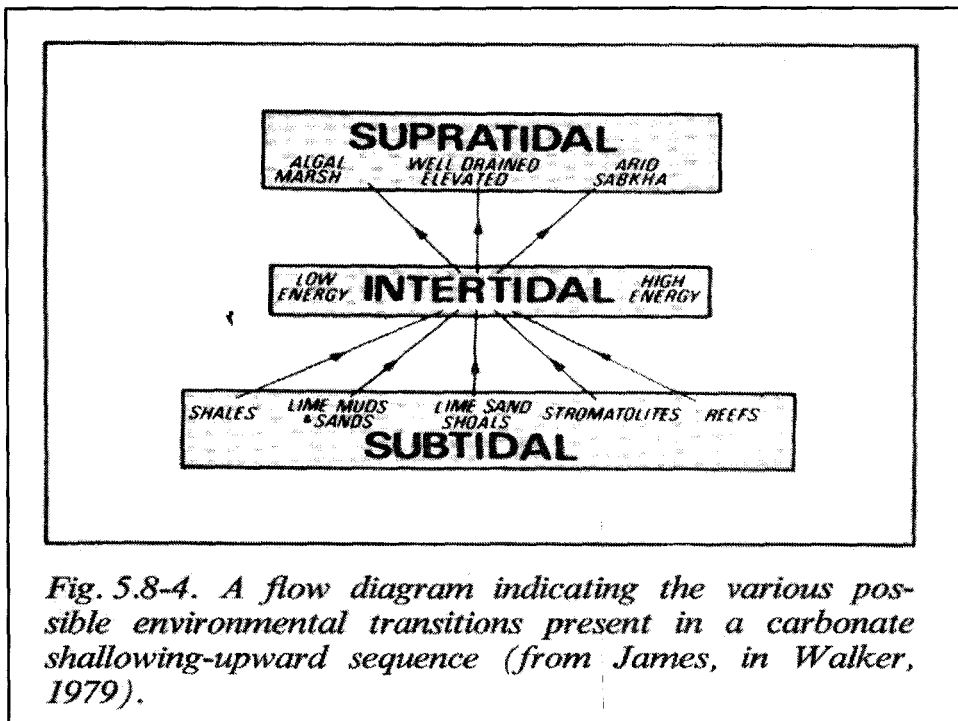 SUPRATIDAL
ALGAL MARSH
WELL DRAINED ELEVATED
ARID SABKHA
LOW ENERGY
INTERTIDAL
HIGH ENERGY
SHALES
LIME MUDS & SANDS
LIME SAND SHOALS
STROMATOLITES
REEFS
SUBTIDAL
Fig. 5.8-4. A flow diagram indicating the various pos-
sible environmental transitions present in a carbonate
shallowing-upward sequence (from James, in Walker,
1979).